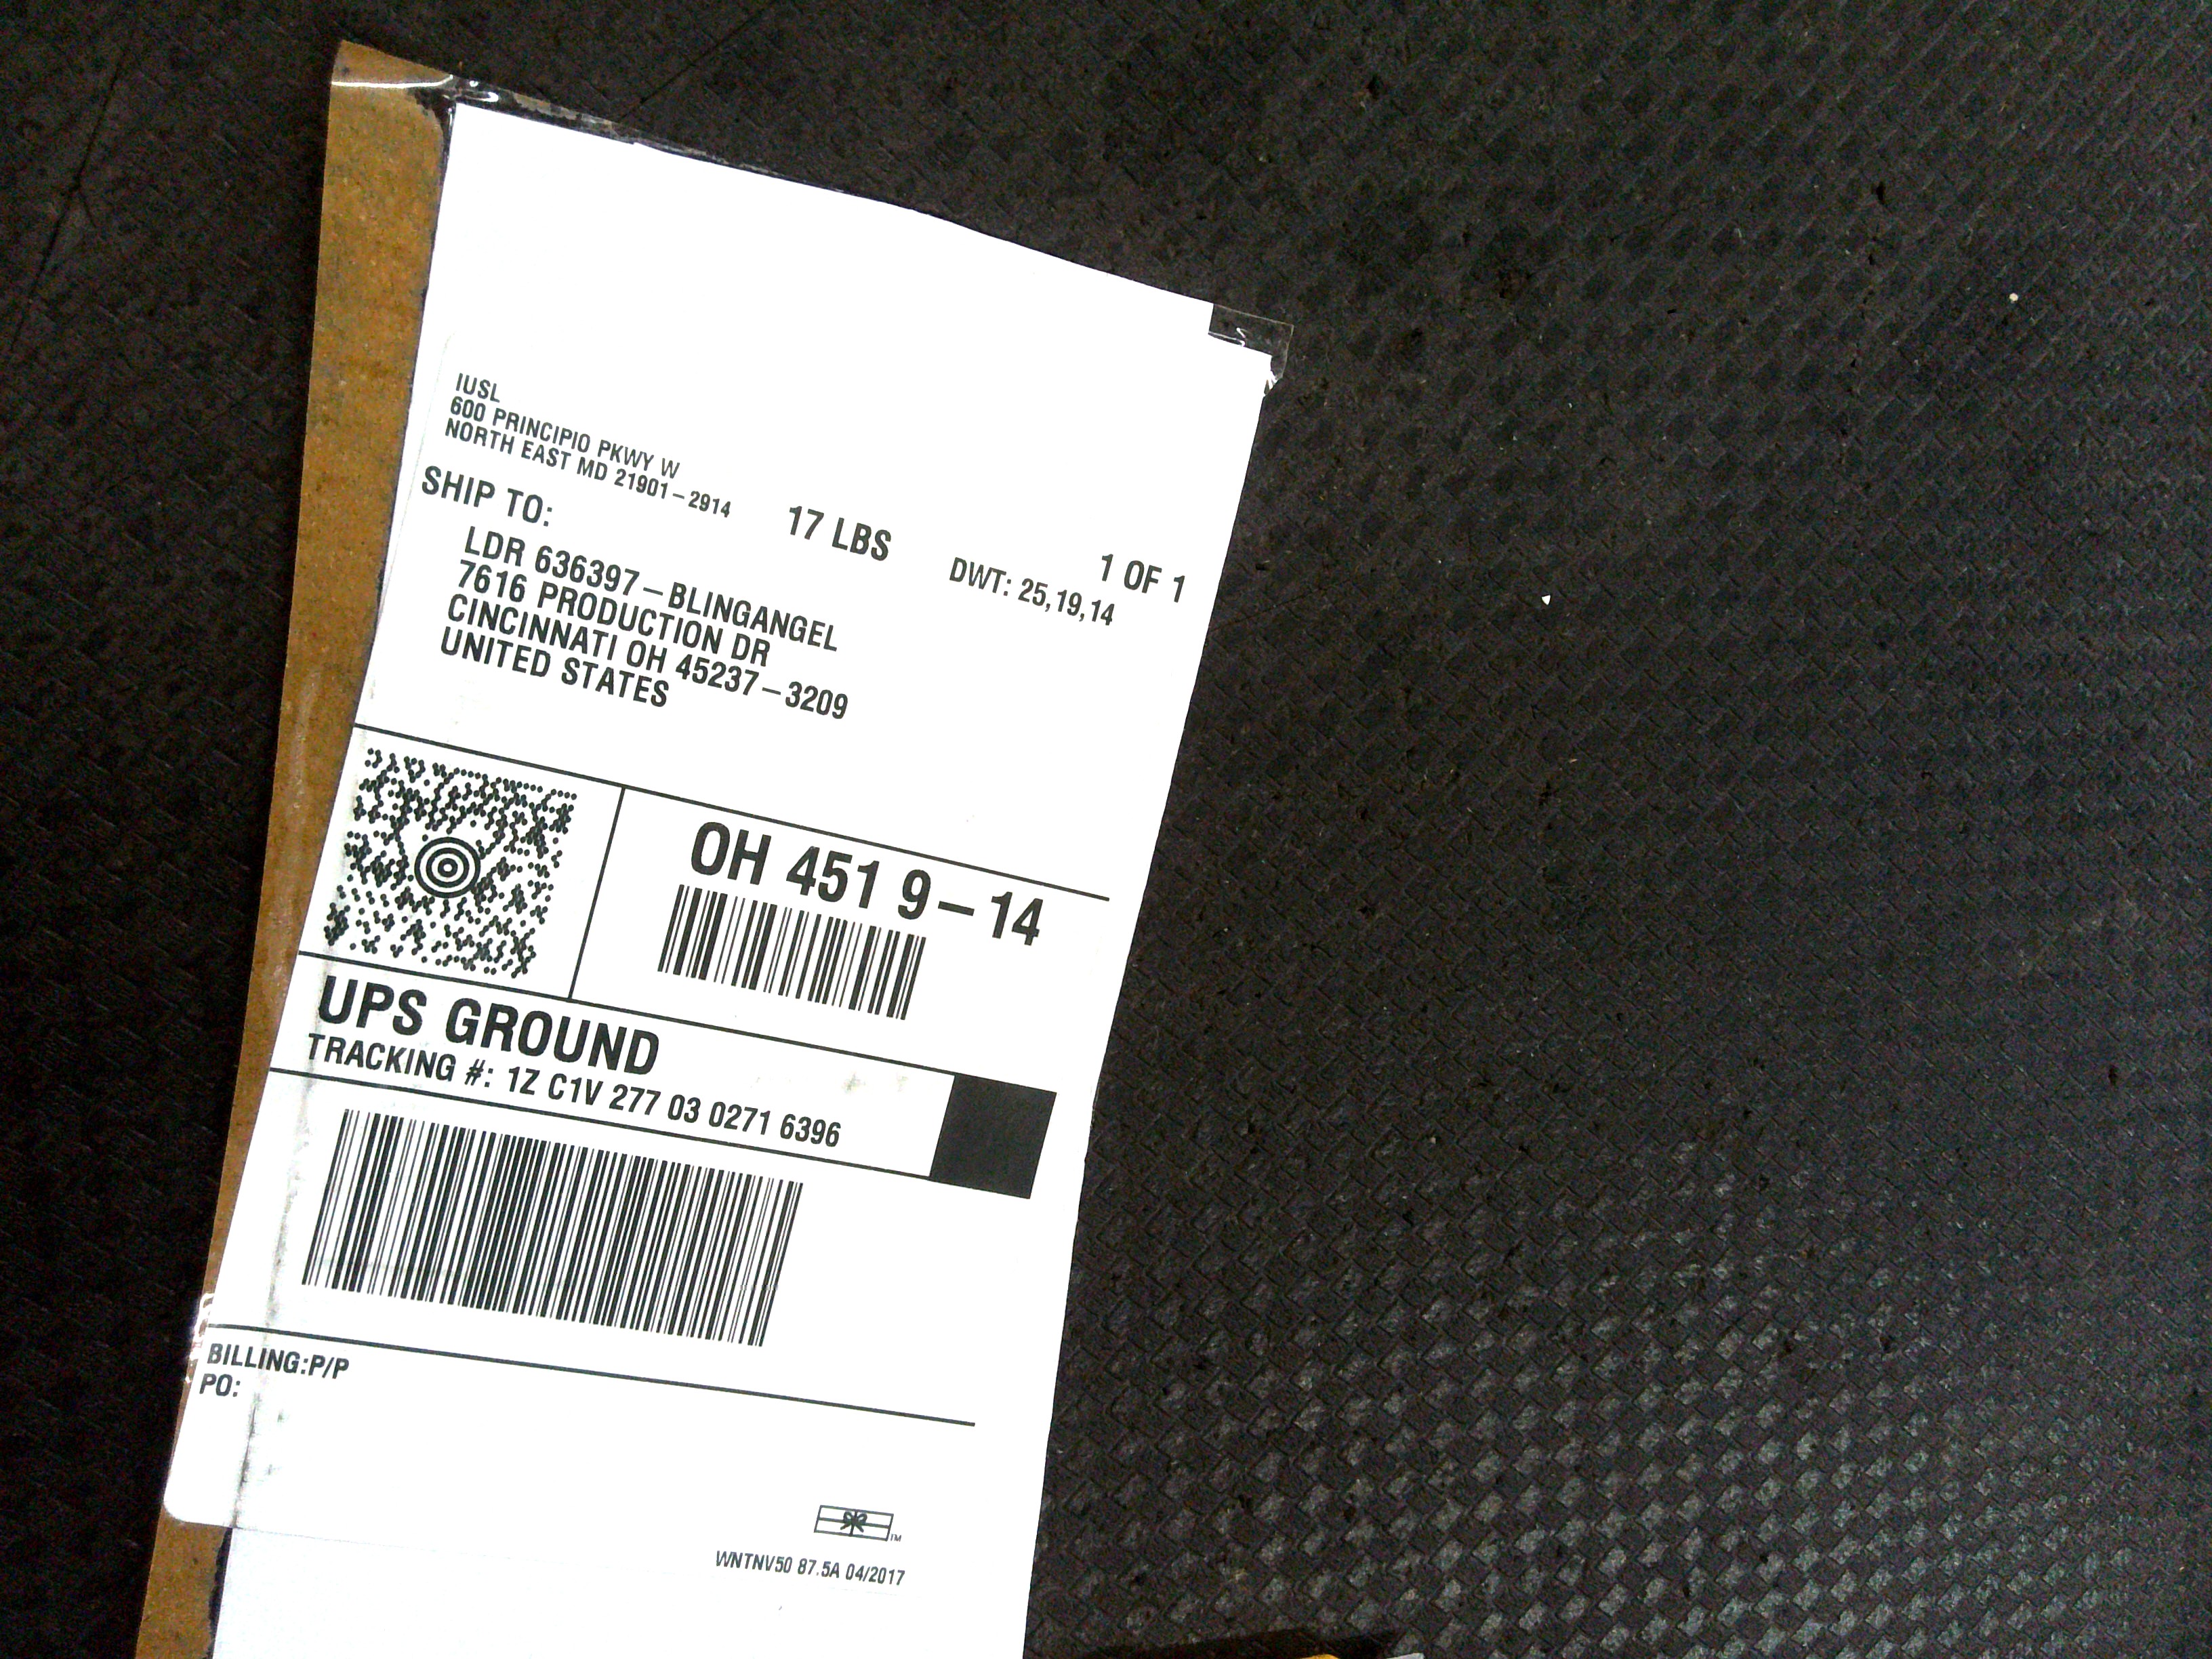 IUSL
600 PRINCIPIO PKWY W
NORTH EAST MD 21901-2914
17 LBS
1 OF 1
DWT: 25,19,14
SHIP TO:
LDR 636397-BLINGANGEL
7616 PRODUCTION DR
CINCINNATI OH 45237-3209
UNITED STATES
OH 451 9-14
UPS GROUND
TRACKING #: 1Z C1V 277 03 0271 6396
BILLING:P/P
PO:
TM
WNTNV50 87.5A 04/2017